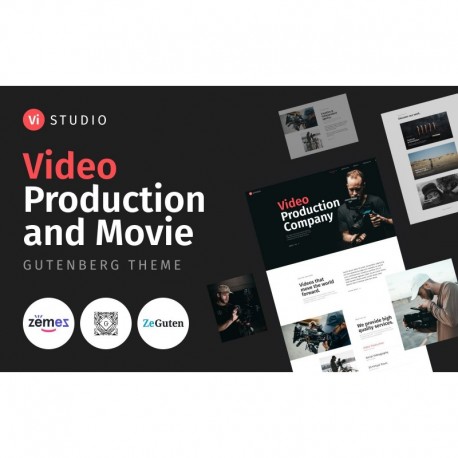 Vi STUDIO
Video
Production
and Movie
GUTENBERG THEME
zemez
G
ZeGuten
Video
Production
Company
Videos that
move the world
forward.
We provide high
quality services.